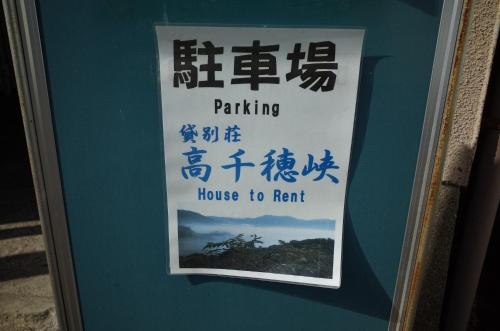 駐車場
Parking
貸別荘
高千穂峡
House to Rent